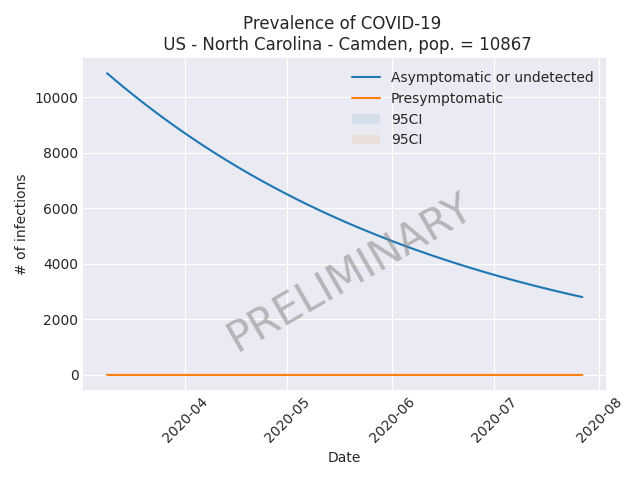 Prevalence of COVID-19
US - North Carolina - Camden, pop. = 10867
Asymptomatic or undetected
Presymptomatic
95CI
95CI
# of infections
10000
8000
6000
4000
2000
0
PRELIMINARY
2020-04
2020-05
2020-06
2020-07
2020-08
Date